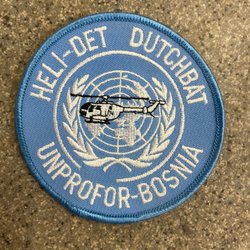 HELI-DET DUTCHBAT
UNPROFOR-BOSNIA